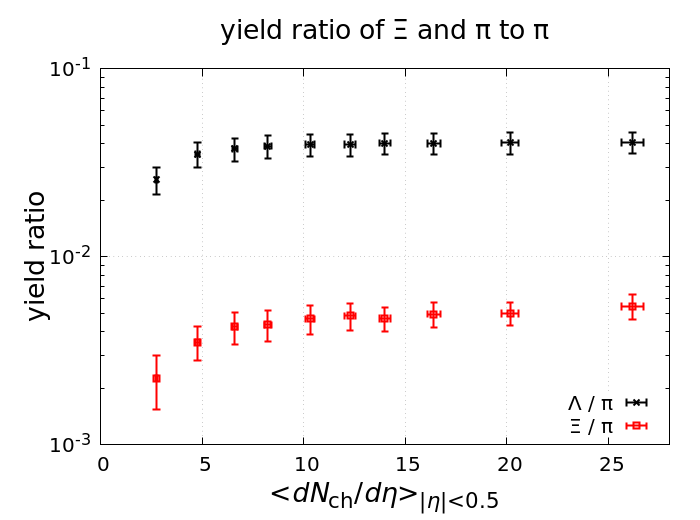 yield ratio of Ξ and π to π
10^-1
10^-2
10^-3
yield ratio
Λ / π
Ξ / π
0 5 10 15 20 25
<dN_ch/dη>_|η|<0.5